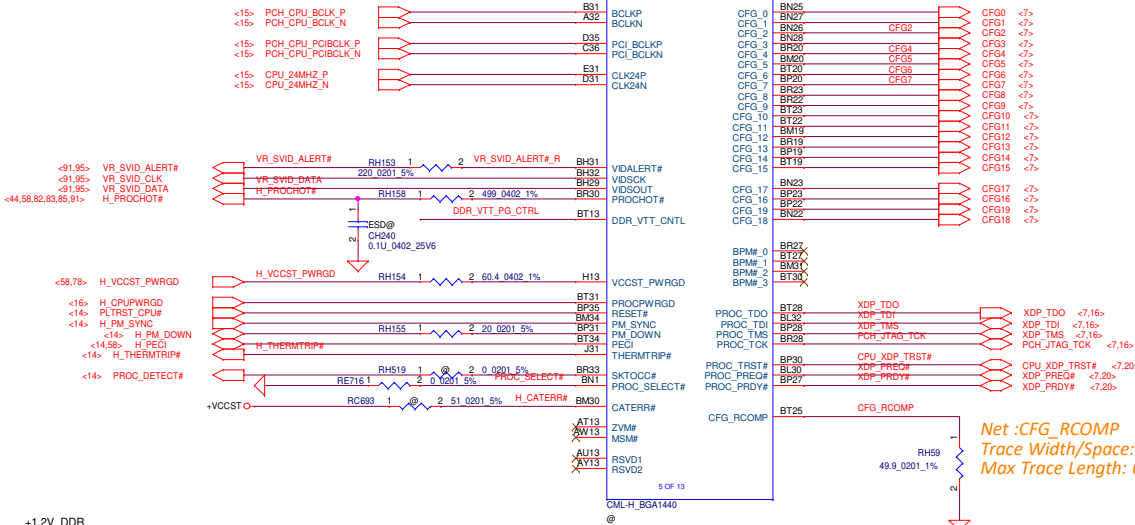 <15> PCH_CPU_BCLK_P B31 BCLKP
<15> PCH_CPU_BCLK_N A32 BCLKN
<15> PCH_CPU_PCIBCLK_P D35 PCI_BCLKP
<15> PCH_CPU_PCIBCLK_N C36 PCI_BCLKN
<15> CPU_24MHZ_P E31 CLK24P
<15> CPU_24MHZ_N D31 CLK24N
<91,95> VR_SVID_ALERT# VR_SVID_ALERT# RH153 1 2 VR_SVID_ALERT#_R BH31 VIDALERT#
220_0201_5%
<91,95> VR_SVID_CLK BH32 VIDSCK
<91,95> VR_SVID_DATA VR_SVID_DATA BH29 VIDSOUT
<44,58,82,83,85,91> H_PROCHOT# H_PROCHOT# RH158 1 2 499_0402_1% BR30 PROCHOT#
DDR_VTT_PG_CTRL BT13 DDR_VTT_CNTL
1
ESD@
CH240
2
0.1U_0402_25V6
<58,78> H_VCCST_PWRGD H_VCCST_PWRGD RH154 1 2 60.4_0402_1% H13 VCCST_PWRGD
<16> H_CPUPWRGD BT31 PROCPWRGD
<14> PLTRST_CPU# BP35 RESET#
<14> H_PM_SYNC BM34 PM_SYNC
<14> H_PM_DOWN RH155 1 2 20_0201_5% BP31 PM_DOWN
<14,58> H_PECI BT34 PECI
<14> H_THERMTRIP# H_THERMTRIP# J31 THERMTRIP#
<14> PROC_DETECT# RH519 1 @ 2 0_0201_5% BR33 SKTOCC#
RE716 1 2 0_0201_5% PROC_SELECT# BN1 PROC_SELECT#
+VCCST RC693 1 @ 2 51_0201_5% H_CATERR# BM30 CATERR#
AT13 ZVM#
AW13 MSM#
AU13 RSVD1
AY13 RSVD2
CFG_0 BN25 CFG0 <7>
CFG_1 BN27 CFG1 <7>
CFG_2 BN26 CFG2 CFG2 <7>
CFG_3 BN28 CFG3 <7>
CFG_4 BR20 CFG4 CFG4 <7>
CFG_5 BM20 CFG5 CFG5 <7>
CFG_6 BT20 CFG6 CFG6 <7>
CFG_7 BP20 CFG7 CFG7 <7>
CFG_8 BR23 CFG8 <7>
CFG_9 BR22 CFG9 <7>
CFG_10 BT23 CFG10 <7>
CFG_11 BT22 CFG11 <7>
CFG_12 BM19 CFG12 <7>
CFG_13 BR19 CFG13 <7>
CFG_14 BP19 CFG14 <7>
CFG_15 BT19 CFG15 <7>
CFG_17 BN23 CFG17 <7>
CFG_16 BP23 CFG16 <7>
CFG_19 BP22 CFG19 <7>
CFG_18 BN22 CFG18 <7>
BPM#_0 BR27
BPM#_1 BT27
BPM#_2 BM31
BPM#_3 BT30
PROC_TDO BT28 XDP_TDO XDP_TDO <7,16>
PROC_TDI BL32 XDP_TDI XDP_TDI <7,16>
PROC_TMS BP28 XDP_TMS XDP_TMS <7,16>
PROC_TCK BR28 PCH_JTAG_TCK PCH_JTAG_TCK <7,16>
PROC_TRST# BP30 CPU_XDP_TRST# CPU_XDP_TRST# <7,20>
PROC_PREQ# BL30 XDP_PREQ# XDP_PREQ# <7,20>
PROC_PRDY# BP27 XDP_PRDY# XDP_PRDY# <7,20>
CFG_RCOMP BT25 CFG_RCOMP
1
RH59
49.9_0201_1%
2
Net :CFG_RCOMP
Trace Width/Space:
Max Trace Length:
5 OF 13
CML-H_BGA1440
@
+1.2V_DDR